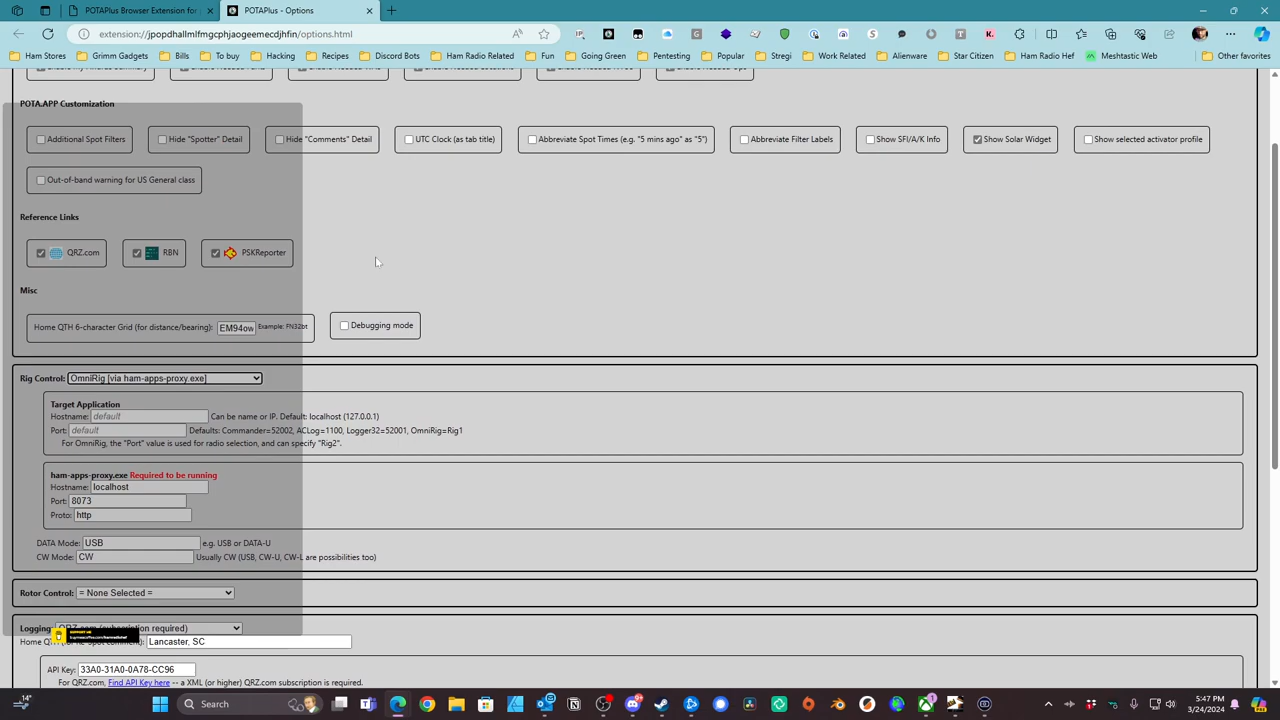 POTAPlus Browser Extension for
POTAPlus - Options
extension://jpopdhallmlfmgcphjaogeemecdjhfin/options.html
Ham Stores
Grimm Gadgets
Bills
To buy
Hacking
Recipes
Discord Bots
Ham Radio Related
Fun
Going Green
Pentesting
Popular
Stregi
Alienware
Star Citizen
Work Related
Ham Radio Hef
Meshtastic Web
Other favorites
POTA.APP Customization
Additional Spot Filters
Hide "Spotter" Detail
Hide "Comments" Detail
UTC Clock (as tab title)
Abbreviate Spot Times (e.g. "5 mins ago" as "5")
Abbreviate Filter Labels
Show SFI/A/K Info
Show Solar Widget
Show selected activator profile
Out-of-band warning for US General class
Reference Links
QRZ.com
RBN
PSKReporter
Misc
Home QTH 6-character Grid (for distance/bearing): EM94ow Example: FN32bt
Debugging mode
Rig Control: OmniRig [via ham-apps-proxy.exe]
Target Application
Hostname: default Can be name or IP. Default: localhost (127.0.0.1)
Port: default Defaults: Commander=52002, ACLog=1100, Logger32=52001, OmniRig=Rig1
For OmniRig, the "Port" value is used for radio selection, and can specify "Rig2".
ham-apps-proxy.exe Required to be running
Hostname: localhost
Port: 8073
Proto: http
DATA Mode: USB e.g. USB or DATA-U
CW Mode: CW Usually CW (USB, CW-U, CW-L are possibilities too)
Rotor Control: = None Selected =
Logging: QRZ.com (subscription required)
Lancaster, SC
API Key: 33A0-31A0-0A78-CC96
For QRZ.com, Find API Key here -- a XML (or higher) QRZ.com subscription is required.
14°
Search
5:47 PM
3/24/2024